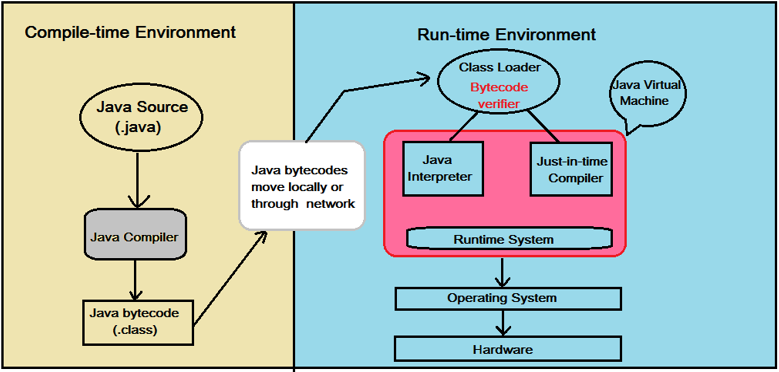 Compile-time Environment
Java Source
(.java)
Java Compiler
Java bytecode
(.class)
Java bytecodes
move locally or
through network
Run-time Environment
Class Loader
Bytecode
verifier
Java Virtual
Machine
Java
Interpreter
Just-in-time
Compiler
Runtime System
Operating System
Hardware